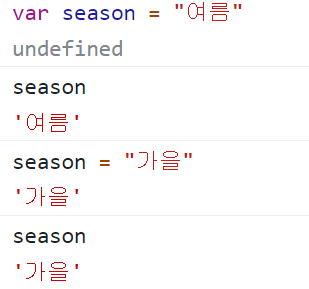 var season = "여름"
undefined
season
'여름'
season = "가을"
'가을'
season
'가을'